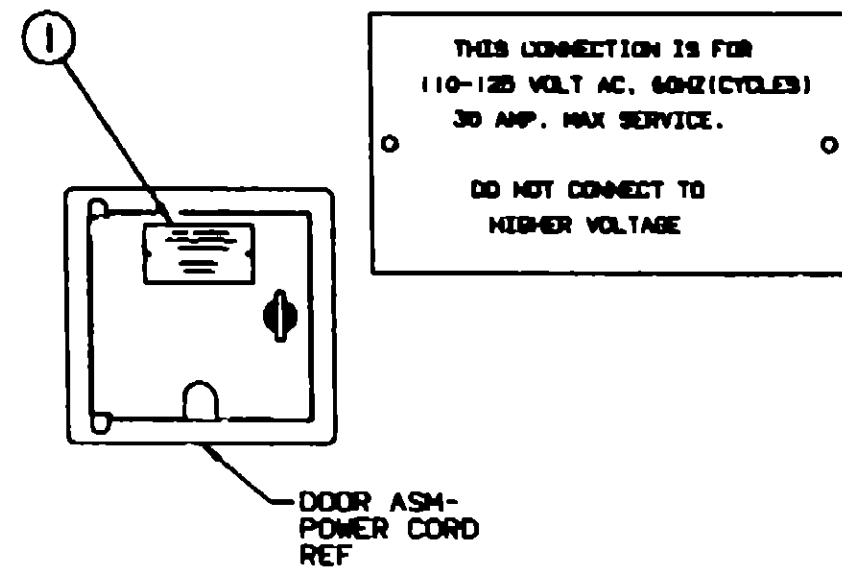 1
THIS CONNECTION IS FOR
110-125 VOLT AC, 60HZ(CYCLES)
30 AMP. MAX SERVICE.
DO NOT CONNECT TO
HIGHER VOLTAGE
DOOR ASM-
POWER CORD
REF